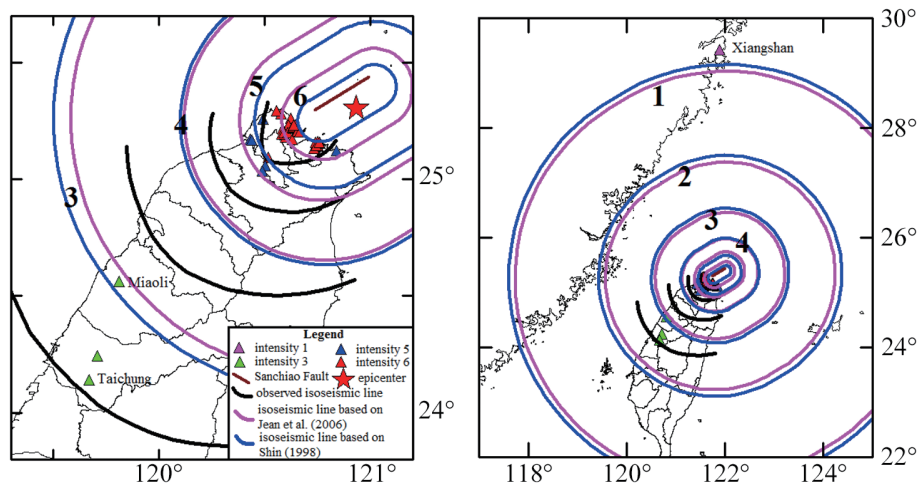 5
6
4
3
25°
Miaoli
Taichung
24°
120°
121°
Legend
intensity 1
intensity 5
intensity 3
intensity 6
Sanchiao Fault
epicenter
observed isoseismic line
isoseismic line based on
Jean et al. (2006)
isoseismic line based on
Shin (1998)
30°
Xiangshan
1
28°
2
3
26°
4
24°
22°
118°
120°
122°
124°